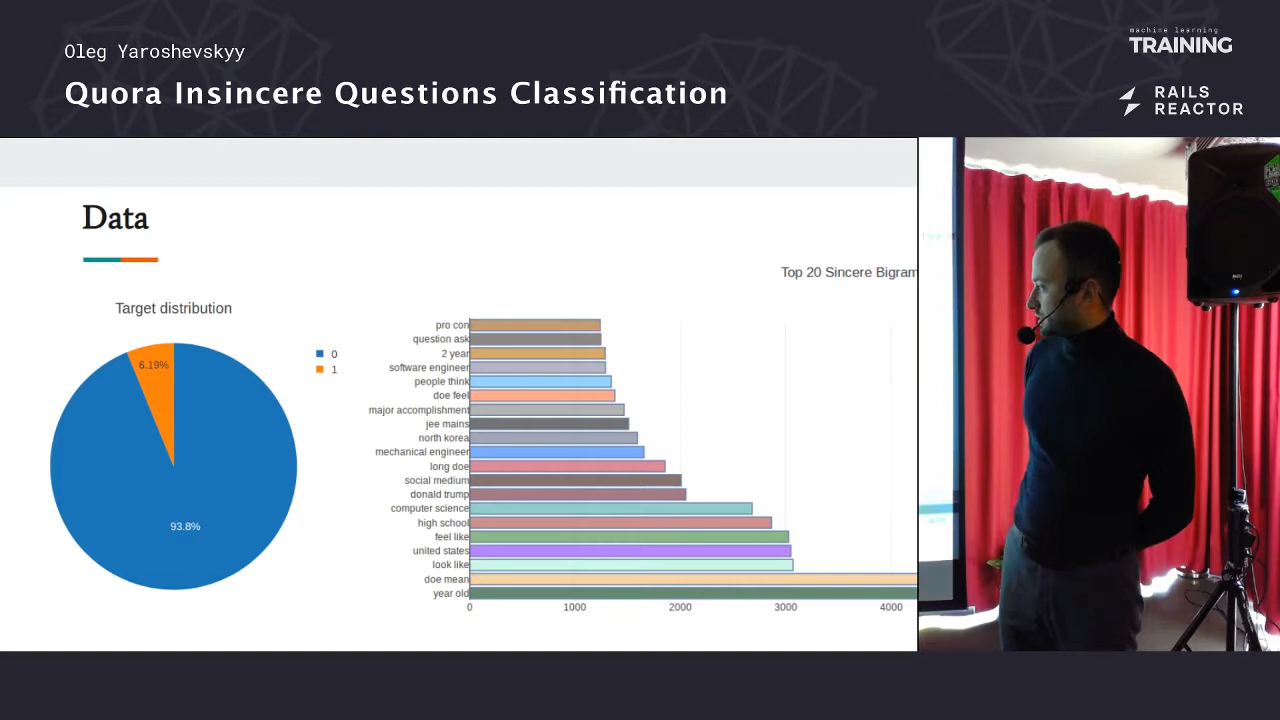 Oleg Yaroshevskyy
Quora Insincere Questions Classification
machine learning
TRAINING
RAILS
REACTOR
Data
Top 20 Sincere Bigram
Target distribution
6.19%
93.8%
0
1
pro con
question ask
2 year
software engineer
people think
doe feel
major accomplishment
jee mains
north korea
mechanical engineer
long doe
social medium
donald trump
computer science
high school
feel like
united states
look like
doe mean
year old
0 1000 2000 3000 4000